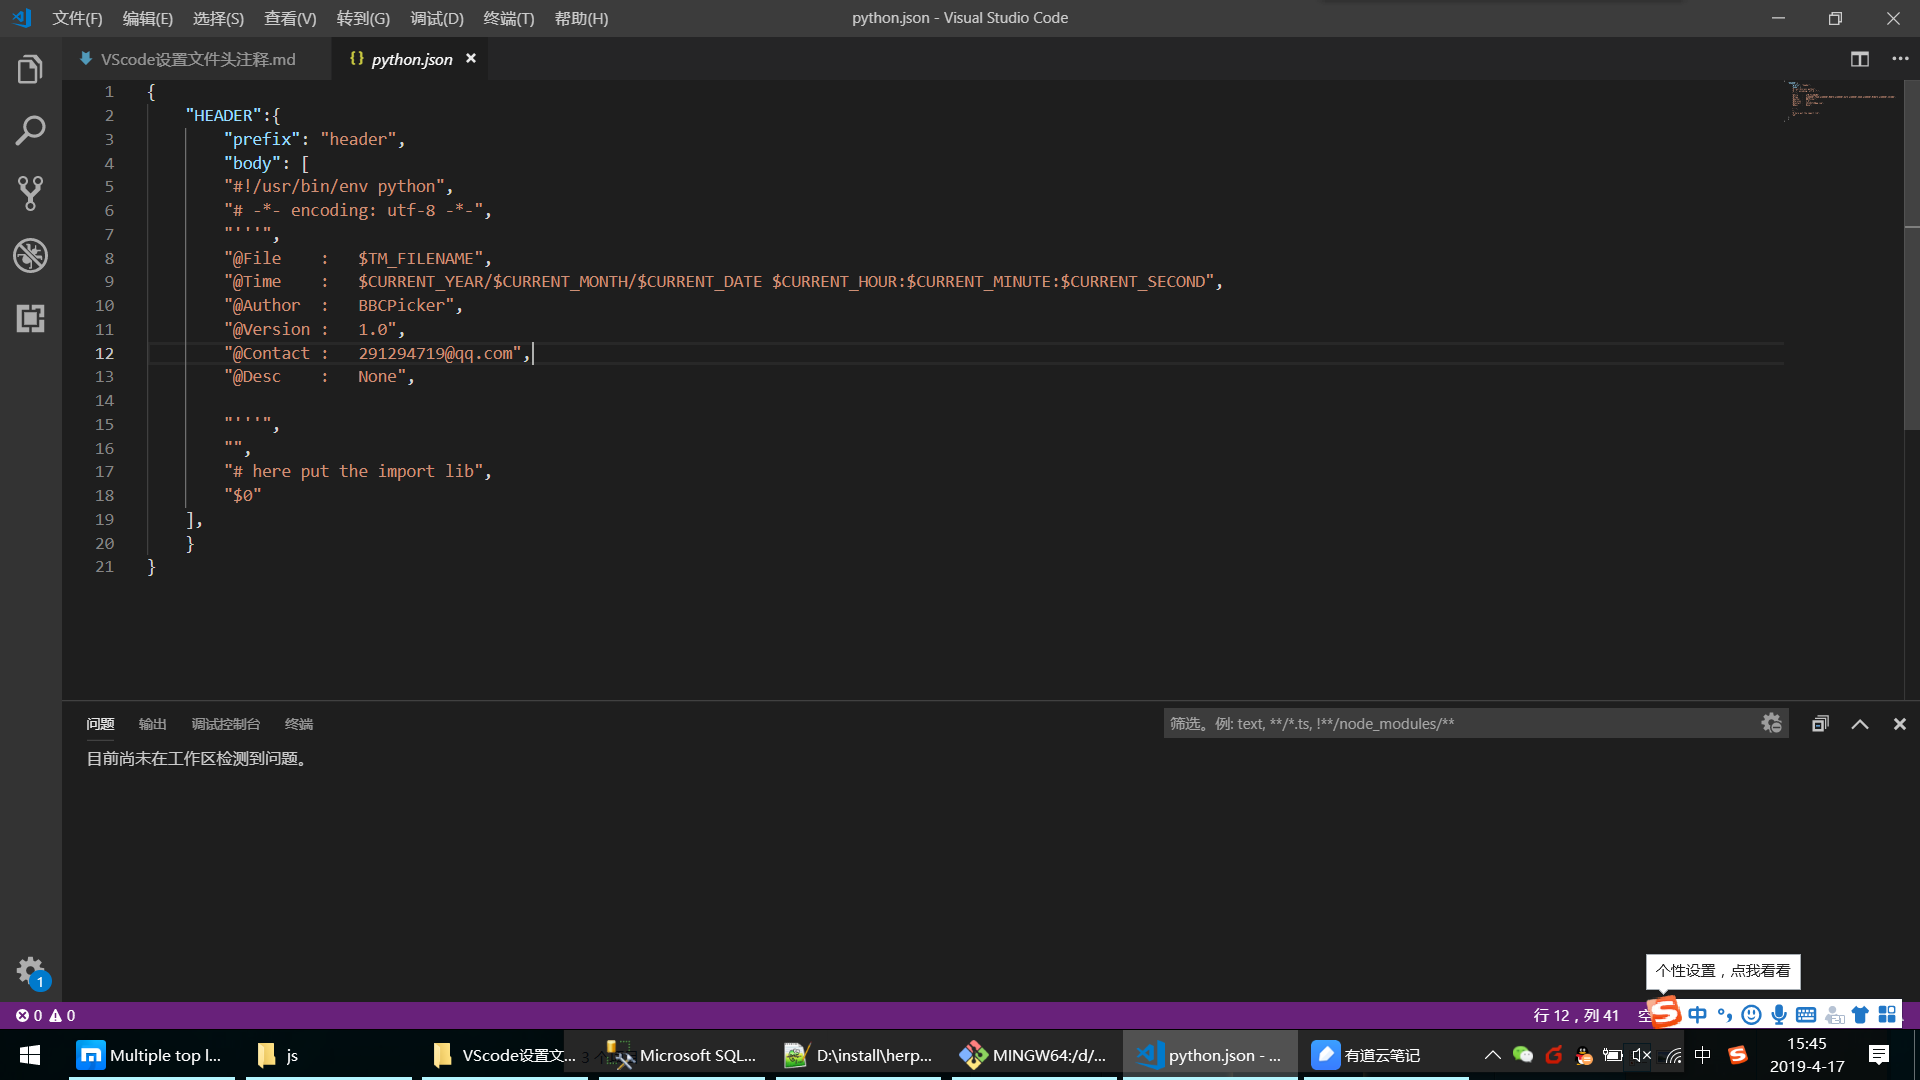 文件(F) 编辑(E) 选择(S) 查看(V) 转到(G) 调试(D) 终端(T) 帮助(H) python.json - Visual Studio Code
VScode设置文件头注释.md {} python.json ×
1 {
2 "HEADER":{
3 "prefix": "header",
4 "body": [
5 "#!/usr/bin/env python",
6 "# -*- encoding: utf-8 -*-",
7 "'''",
8 "@File    :   $TM_FILENAME",
9 "@Time    :   $CURRENT_YEAR/$CURRENT_MONTH/$CURRENT_DATE $CURRENT_HOUR:$CURRENT_MINUTE:$CURRENT_SECOND",
10 "@Author  :   BBCPicker",
11 "@Version :   1.0",
12 "@Contact :   291294719@qq.com",
13 "@Desc    :   None",
14
15 "'''",
16 "",
17 "# here put the import lib",
18 "$0"
19 ],
20 }
21 }
问题 输出 调试控制台 终端 筛选。例: text, **/*.ts, !**/node_modules/**
目前尚未在工作区检测到问题。
个性设置，点我看看
1
0 0 行 12，列 41 空 中
Multiple top l... js VScode设置文... Microsoft SQL... D:\install\herp... MINGW64:/d/... python.json - ... 有道云笔记 中 15:45
2019-4-17